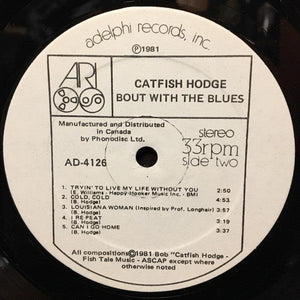 adelphi records, inc.
℗1981
AR
CATFISH HODGE
BOUT WITH THE BLUES
Manufactured and Distributed
in Canada
by Phonodisc Ltd.
stereo
33rpm
side two
AD-4126
1. TRYIN' TO LIVE MY LIFE WITHOUT YOU 2:50
(E. Williams - Happy Hooker Music Inc. - BMI)
2. COLD, COLD 3:52
(B. Hodge)
3. LOUISIANA WOMAN (Inspired by Prof. Longhair) 3:31
(B. Hodge)
4. I REPEAT 4:19
(B. Hodge)
5. CAN I GO HOME 3:37
(B. Hodge)
All compositions©1981 Bob "Catfish Hodge -
Fish Tale Music - ASCAP except where
otherwise noted